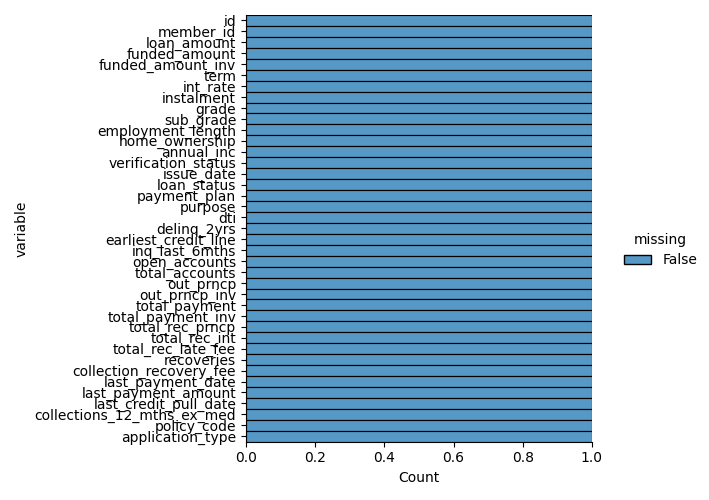 id
member_id
loan_amount
funded_amount
funded_amount_inv
term
int_rate
instalment
grade
sub_grade
employment_length
home_ownership
annual_inc
verification_status
issue_date
loan_status
payment_plan
purpose
dti
delinq_2yrs
earliest_credit_line
inq_last_6mths
open_accounts
total_accounts
out_prncp
out_prncp_inv
total_payment
total_payment_inv
total_rec_prncp
total_rec_int
total_rec_late_fee
recoveries
collection_recovery_fee
last_payment_date
last_payment_amount
last_credit_pull_date
collections_12_mths_ex_med
policy_code
application_type
variable
0.0 0.2 0.4 0.6 0.8 1.0
Count
missing
False